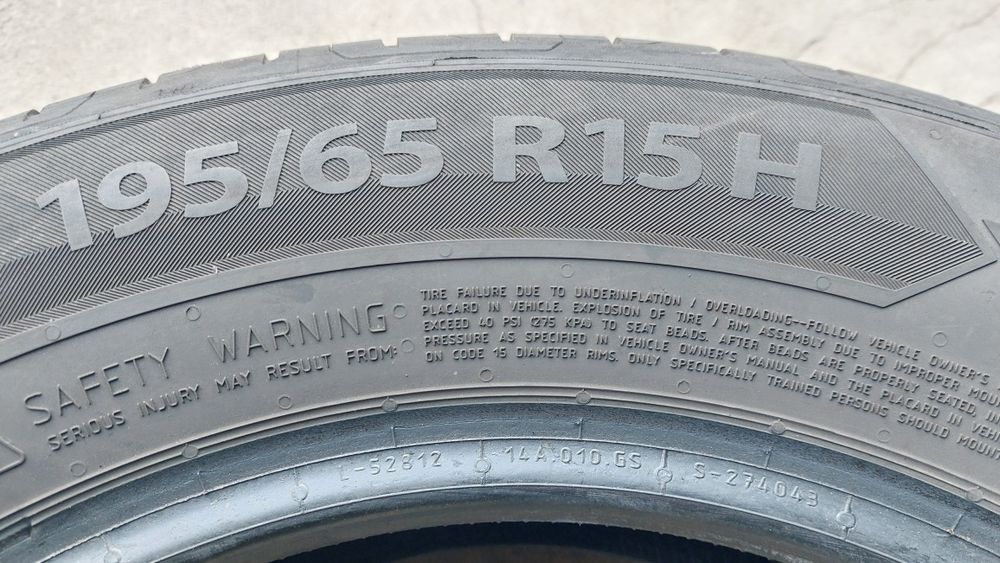 195/65 R15 H
SAFETY WARNING
SERIOUS INJURY MAY RESULT FROM:
TIRE FAILURE DUE TO UNDERINFLATION / OVERLOADING--FOLLOW VEHICLE OWNER'S
PLACARD IN VEHICLE. EXPLOSION OF TIRE / RIM ASSEMBLY DUE TO IMPROPER MOUN
EXCEED 40 PSI (275 KPA) TO SEAT BEADS. AFTER BEADS ARE PROPERLY SEATED, IN
PRESSURE AS SPECIFIED IN VEHICLE OWNER'S MANUAL AND THE PLACARD IN VEH
ON CODE 15 DIAMETER RIMS. ONLY SPECIFICALLY TRAINED PERSONS SHOULD MOUNT
L-52812 14A.010.GS S-274043